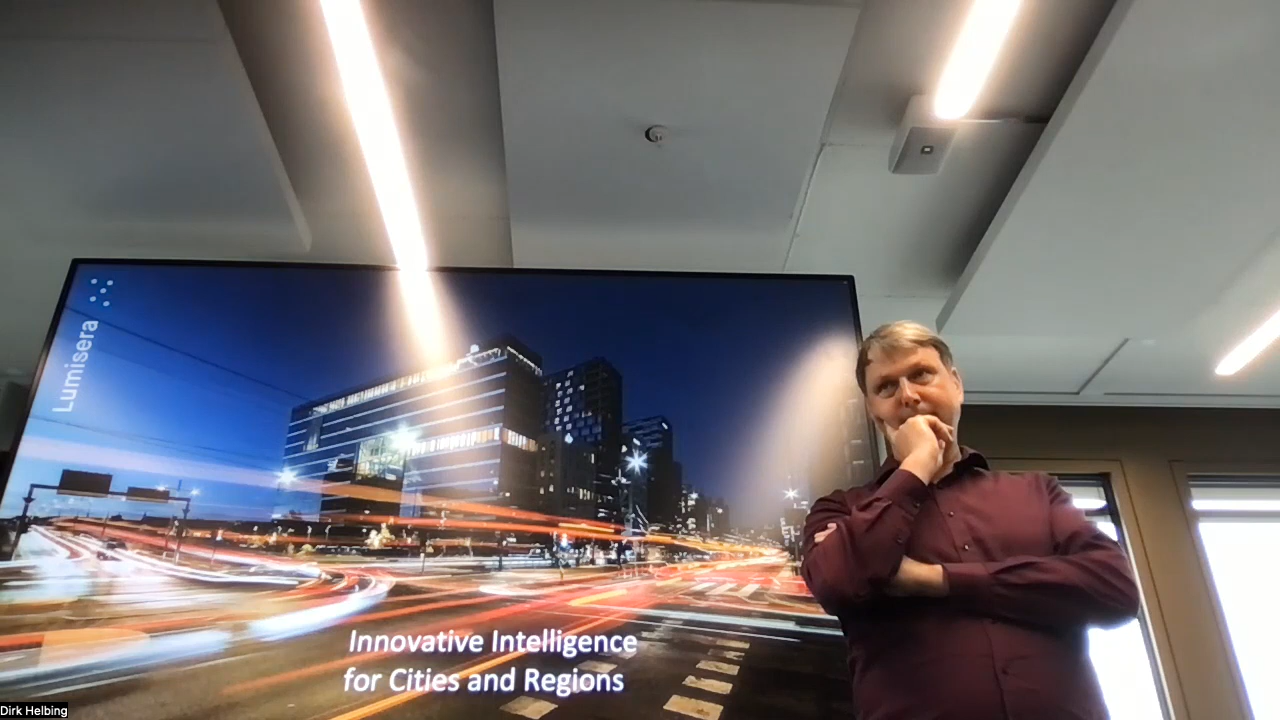 Lumisera
Innovative Intelligence
for Cities and Regions
Dirk Helbing